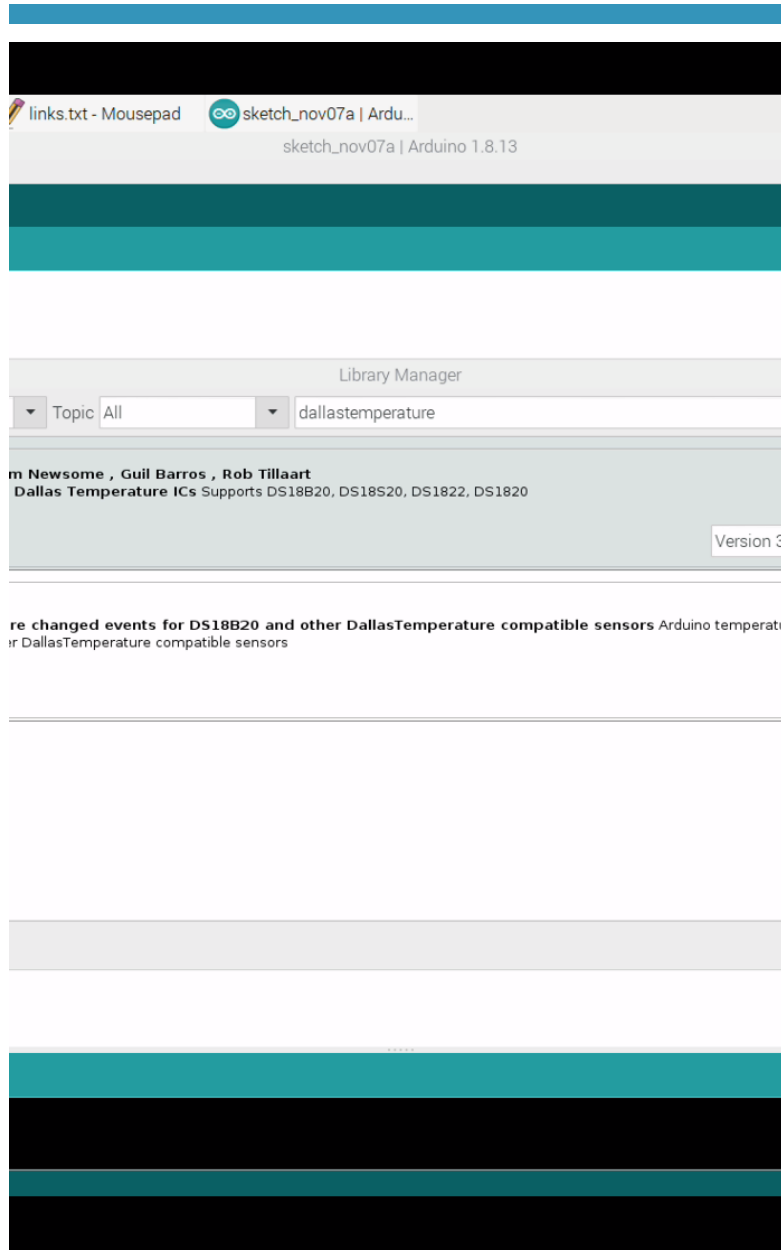 links.txt - Mousepad sketch_nov07a | Ardu...
sketch_nov07a | Arduino 1.8.13
Library Manager
Topic All dallastemperature
m Newsome , Guil Barros , Rob Tillaart
Dallas Temperature ICs Supports DS18B20, DS18S20, DS1822, DS1820
Version 3
re changed events for DS18B20 and other DallasTemperature compatible sensors Arduino temperatu
er DallasTemperature compatible sensors